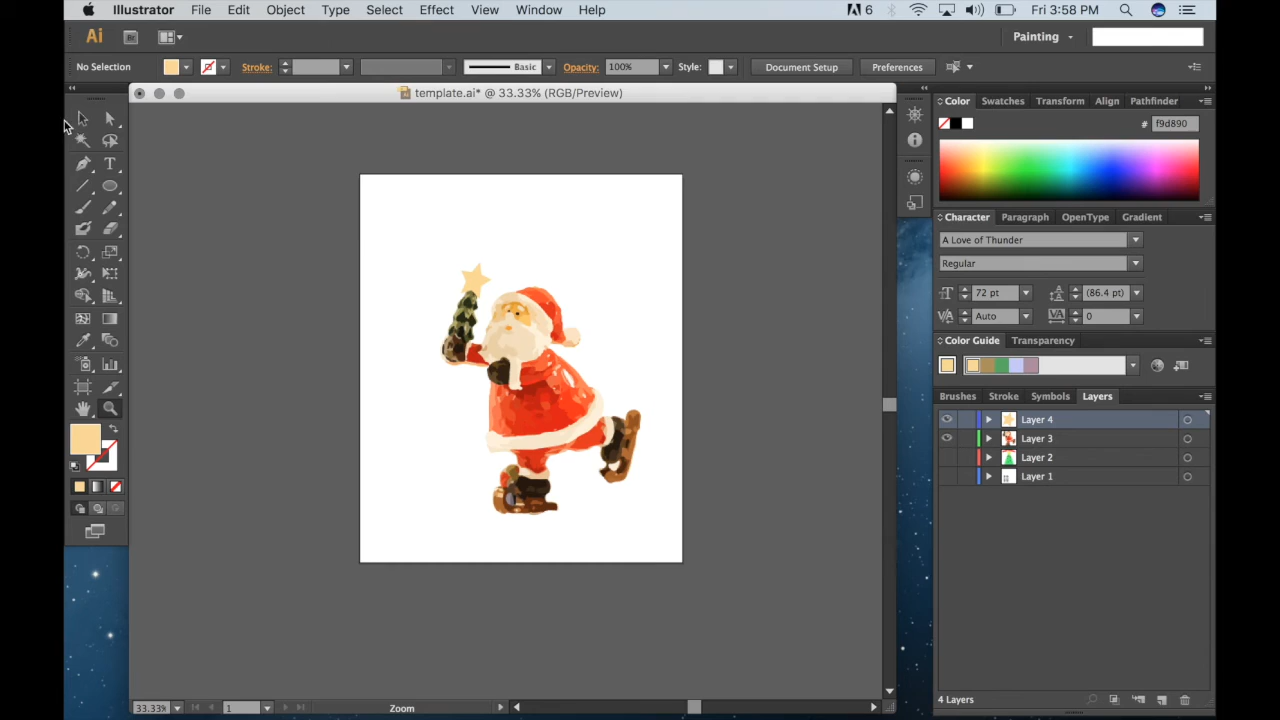 Illustrator File Edit Object Type Select Effect View Window Help 6 Fri 3:58 PM
Ai Br Painting
No Selection Stroke: Basic Opacity: 100% Style: Document Setup Preferences
template.ai* @ 33.33% (RGB/Preview)
Color Swatches Transform Align Pathfinder
# f9d890
Character Paragraph OpenType Gradient
A Love of Thunder
Regular
72 pt (86.4 pt)
Auto 0
Color Guide Transparency
Brushes Stroke Symbols Layers
Layer 4
Layer 3
Layer 2
Layer 1
4 Layers
33.33% 1 Zoom